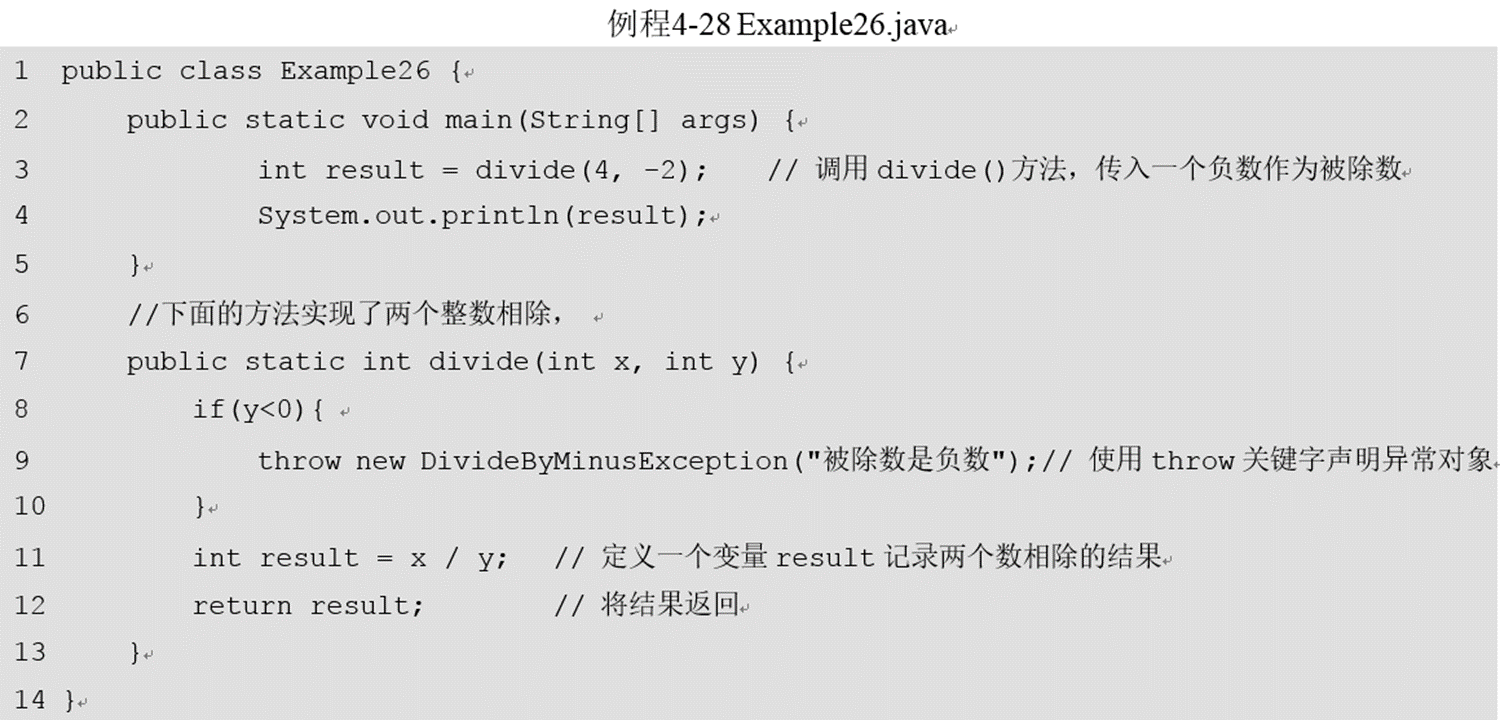 例程4-28 Example26.java
1 public class Example26 {
2     public static void main(String[] args) {
3             int result = divide(4, -2);    // 调用 divide()方法，传入一个负数作为被除数
4             System.out.println(result);
5     }
6     //下面的方法实现了两个整数相除，
7     public static int divide(int x, int y) {
8         if(y<0){
9             throw new DivideByMinusException("被除数是负数");// 使用 throw 关键字声明异常对象
10         }
11         int result = x / y;   // 定义一个变量 result 记录两个数相除的结果
12         return result;        // 将结果返回
13     }
14 }